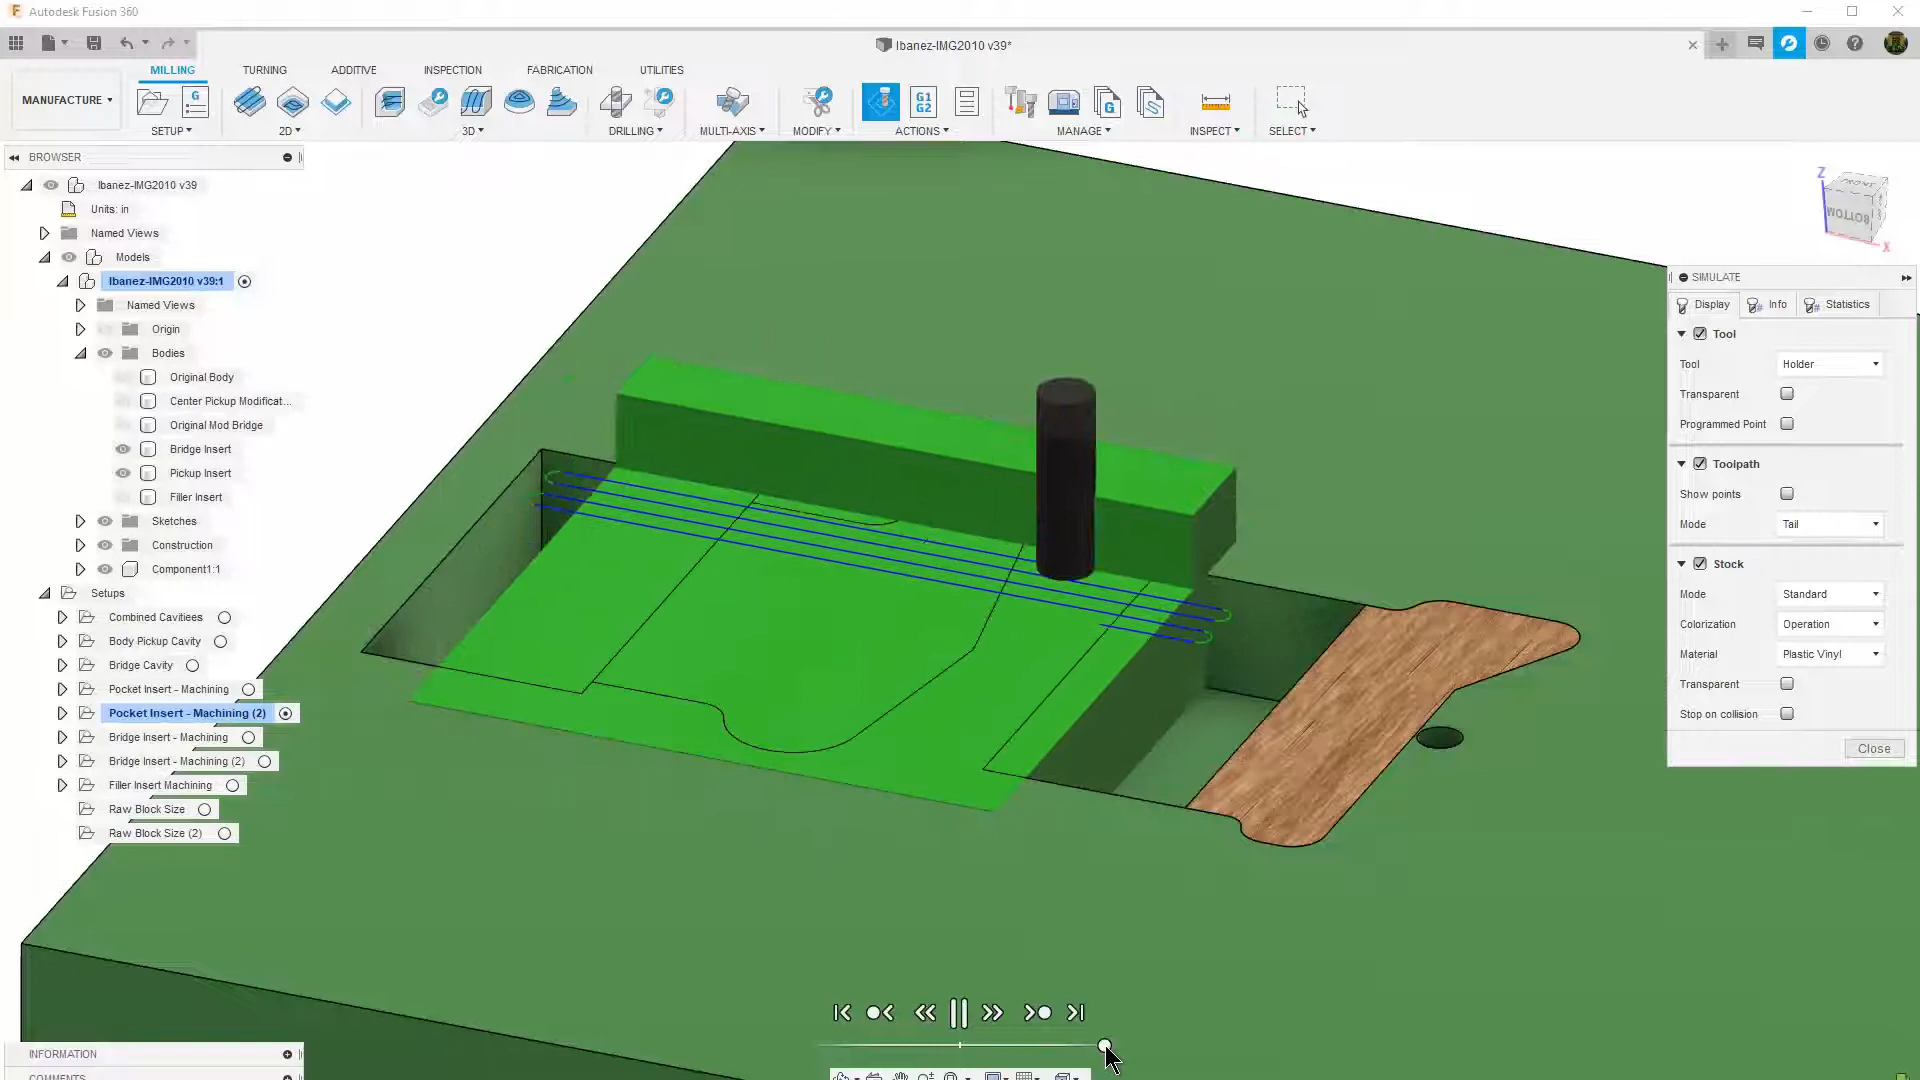 Autodesk Fusion 360
Ibanez-IMG2010 v39*
MILLING TURNING ADDITIVE INSPECTION FABRICATION UTILITIES
MANUFACTURE
G
G1
G2
G
SETUP 2D 3D DRILLING MULTI-AXIS MODIFY ACTIONS MANAGE INSPECT SELECT
BROWSER
Ibanez-IMG2010 v39
Units: in
Named Views
Models
Ibanez-IMG2010 v39:1
Named Views
Origin
Bodies
Original Body
Center Pickup Modificat...
Original Mod Bridge
Bridge Insert
Pickup Insert
Filler Insert
Sketches
Construction
Component1:1
Setups
Combined Cavitiees
Body Pickup Cavity
Bridge Cavity
Pocket Insert - Machining
Pocket Insert - Machining (2)
Bridge Insert - Machining
Bridge Insert - Machining (2)
Filler Insert Machining
Raw Block Size
Raw Block Size (2)
INFORMATION
COMMENTS
Z
FRONT
BOTTOM
X
SIMULATE
Display Info Statistics
Tool
Tool Holder
Transparent
Programmed Point
Toolpath
Show points
Mode Tail
Stock
Mode Standard
Colorization Operation
Material Plastic Vinyl
Transparent
Stop on collision
Close